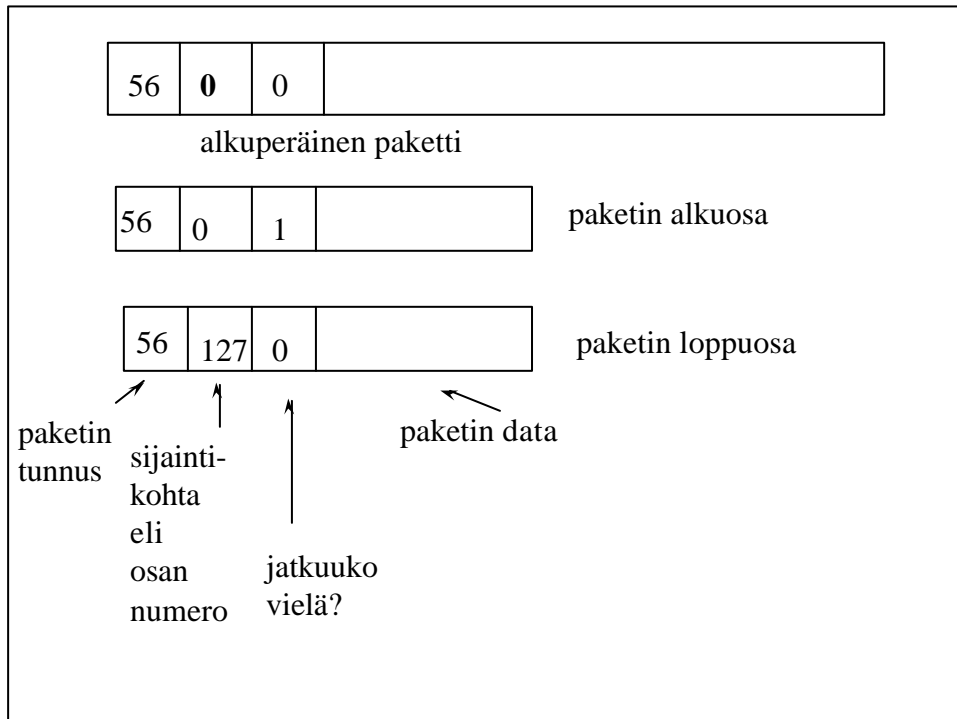 56 0 0
alkuperäinen paketti
56 0 1
paketin alkuosa
56 127 0
paketin loppuosa
paketin
tunnus
sijainti-
kohta
eli
osan
numero
jatkuuko
vielä?
paketin data